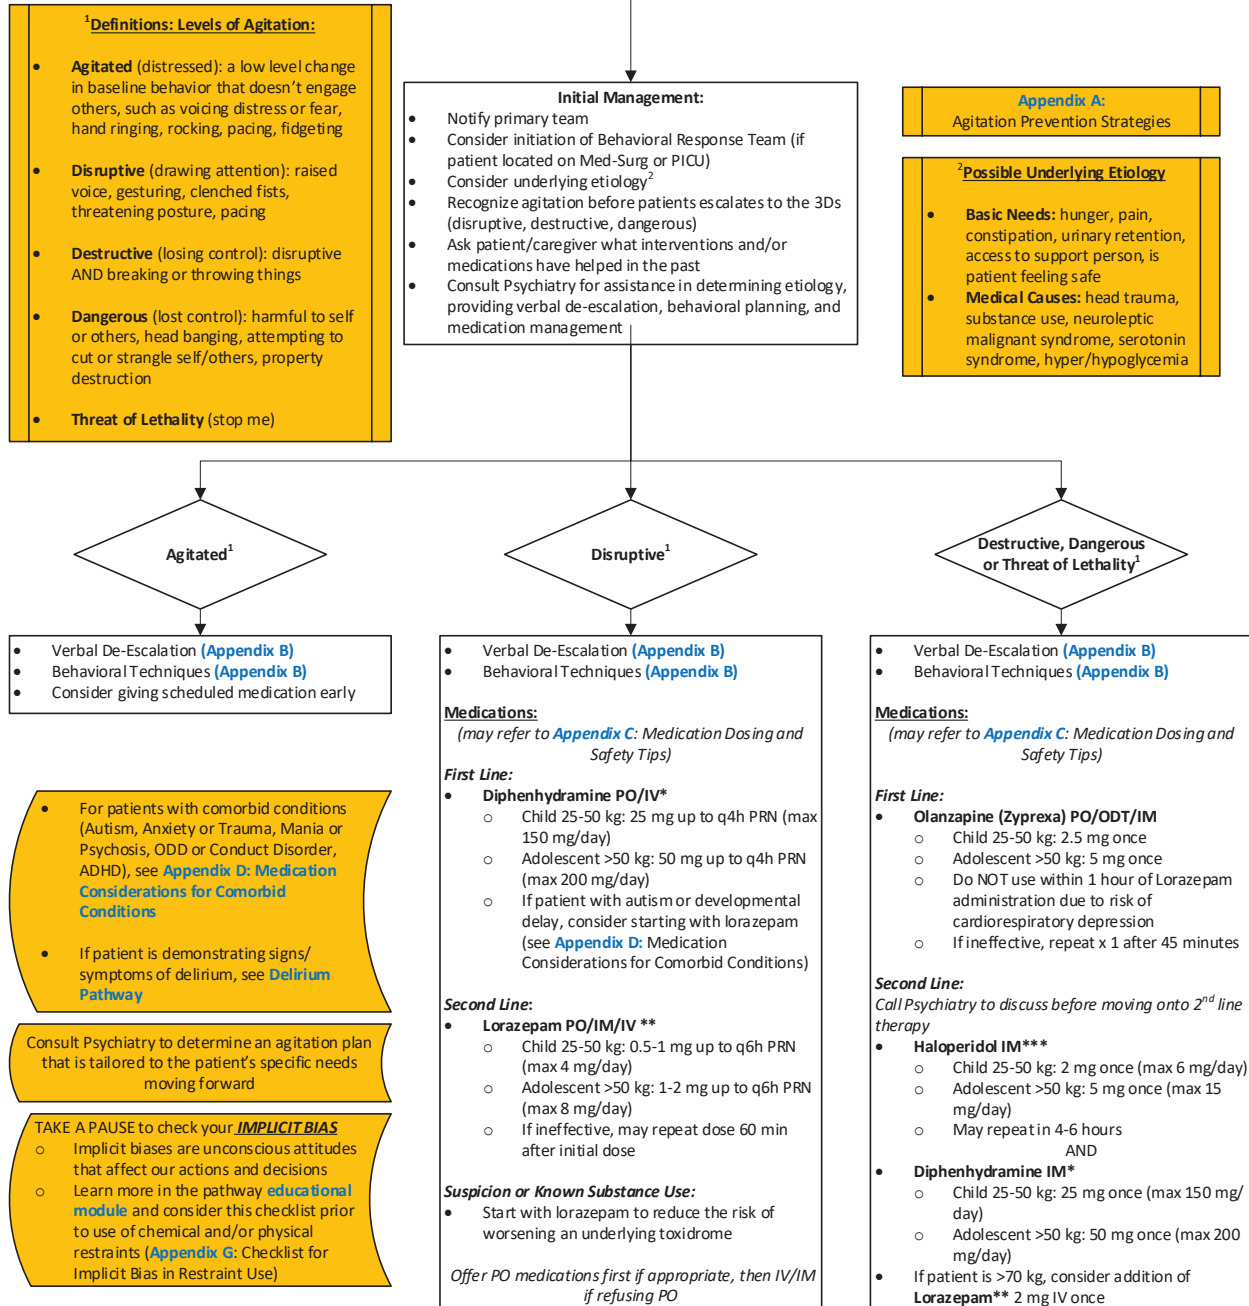 ¹Definitions: Levels of Agitation:
• Agitated (distressed): a low level change
in baseline behavior that doesn't engage
others, such as voicing distress or fear,
hand ringing, rocking, pacing, fidgeting
• Disruptive (drawing attention): raised
voice, gesturing, clenched fists,
threatening posture, pacing
• Destructive (losing control): disruptive
AND breaking or throwing things
• Dangerous (lost control): harmful to self
or others, head banging, attempting to
cut or strangle self/others, property
destruction
• Threat of Lethality (stop me)
Initial Management:
• Notify primary team
• Consider initiation of Behavioral Response Team (if
patient located on Med-Surg or PICU)
• Consider underlying etiology²
• Recognize agitation before patients escalates to the 3Ds
(disruptive, destructive, dangerous)
• Ask patient/caregiver what interventions and/or
medications have helped in the past
• Consult Psychiatry for assistance in determining etiology,
providing verbal de-escalation, behavioral planning, and
medication management
Appendix A:
Agitation Prevention Strategies
²Possible Underlying Etiology
• Basic Needs: hunger, pain,
constipation, urinary retention,
access to support person, is
patient feeling safe
• Medical Causes: head trauma,
substance use, neuroleptic
malignant syndrome, serotonin
syndrome, hyper/hypoglycemia
Agitated¹
Disruptive¹
Destructive, Dangerous
or Threat of Lethality¹
• Verbal De-Escalation (Appendix B)
• Behavioral Techniques (Appendix B)
• Consider giving scheduled medication early
• For patients with comorbid conditions
(Autism, Anxiety or Trauma, Mania or
Psychosis, ODD or Conduct Disorder,
ADHD), see Appendix D: Medication
Considerations for Comorbid
Conditions
• If patient is demonstrating signs/
symptoms of delirium, see Delirium
Pathway
Consult Psychiatry to determine an agitation plan
that is tailored to the patient's specific needs
moving forward
TAKE A PAUSE to check your IMPLICIT BIAS
○ Implicit biases are unconscious attitudes
that affect our actions and decisions
○ Learn more in the pathway educational
module and consider this checklist prior
to use of chemical and/or physical
restraints (Appendix G: Checklist for
Implicit Bias in Restraint Use)
• Verbal De-Escalation (Appendix B)
• Behavioral Techniques (Appendix B)
Medications:
(may refer to Appendix C: Medication Dosing and
Safety Tips)
First Line:
• Diphenhydramine PO/IV*
○ Child 25-50 kg: 25 mg up to q4h PRN (max
150 mg/day)
○ Adolescent >50 kg: 50 mg up to q4h PRN
(max 200 mg/day)
○ If patient with autism or developmental
delay, consider starting with lorazepam
(see Appendix D: Medication
Considerations for Comorbid Conditions)
Second Line:
• Lorazepam PO/IM/IV **
○ Child 25-50 kg: 0.5-1 mg up to q6h PRN
(max 4 mg/day)
○ Adolescent >50 kg: 1-2 mg up to q6h PRN
(max 8 mg/day)
○ If ineffective, may repeat dose 60 min
after initial dose
Suspicion or Known Substance Use:
• Start with lorazepam to reduce the risk of
worsening an underlying toxidrome
Offer PO medications first if appropriate, then IV/IM
if refusing PO
• Verbal De-Escalation (Appendix B)
• Behavioral Techniques (Appendix B)
Medications:
(may refer to Appendix C: Medication Dosing and
Safety Tips)
First Line:
• Olanzapine (Zyprexa) PO/ODT/IM
○ Child 25-50 kg: 2.5 mg once
○ Adolescent >50 kg: 5 mg once
○ Do NOT use within 1 hour of Lorazepam
administration due to risk of
cardiorespiratory depression
○ If ineffective, repeat x 1 after 45 minutes
Second Line:
Call Psychiatry to discuss before moving onto 2nd line
therapy
• Haloperidol IM***
○ Child 25-50 kg: 2 mg once (max 6 mg/day)
○ Adolescent >50 kg: 5 mg once (max 15
mg/day)
○ May repeat in 4-6 hours
AND
• Diphenhydramine IM*
○ Child 25-50 kg: 25 mg once (max 150 mg/
day)
○ Adolescent >50 kg: 50 mg once (max 200
mg/day)
• If patient is >70 kg, consider addition of
Lorazepam** 2 mg IV once